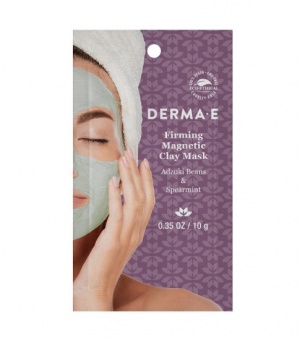 DERMA·E
Firming
Magnetic
Clay Mask
Adzuki Beans
&
Spearmint
0.35 OZ / 10 g